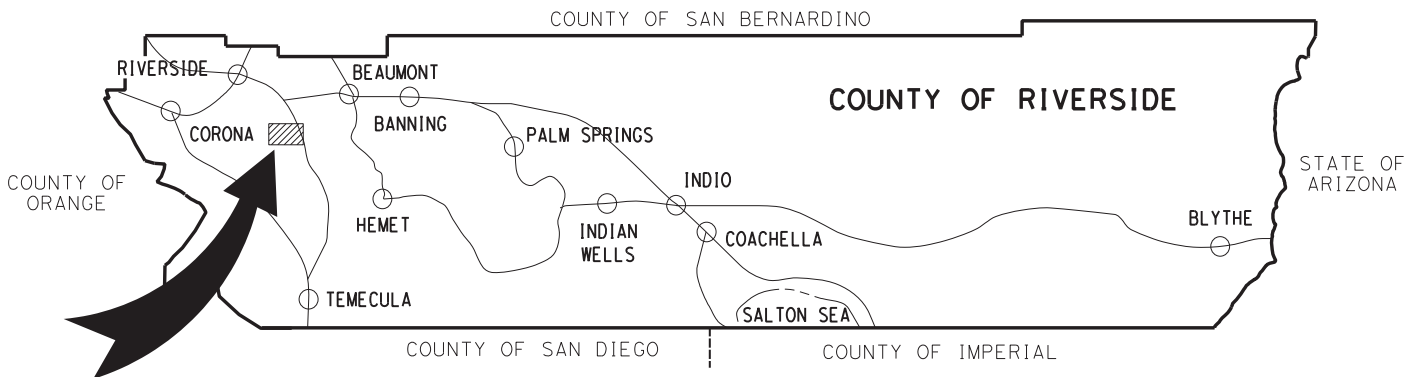 COUNTY OF SAN BERNARDINO
RIVERSIDE
BEAUMONT
COUNTY OF RIVERSIDE
BANNING
CORONA
PALM SPRINGS
STATE OF
ARIZONA
COUNTY OF
ORANGE
INDIO
HEMET
INDIAN
WELLS
COACHELLA
BLYTHE
TEMECULA
SALTON SEA
COUNTY OF SAN DIEGO
COUNTY OF IMPERIAL